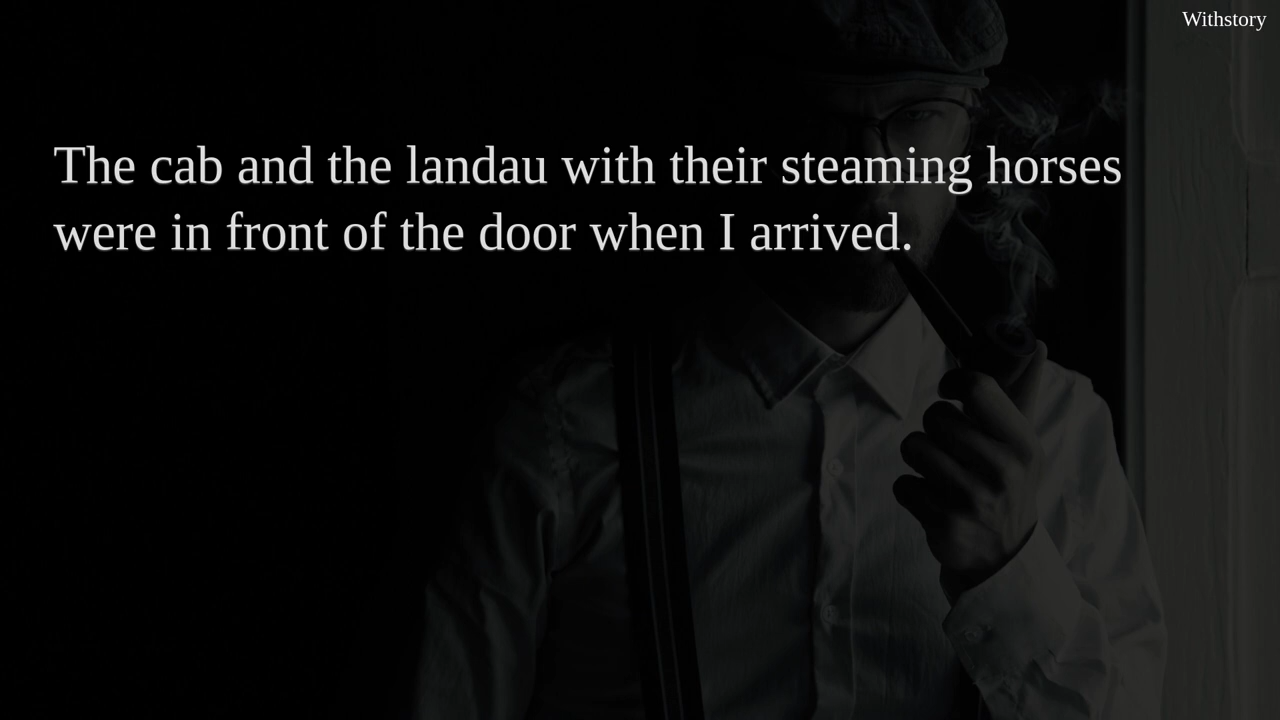 Withstory
The cab and the landau with their steaming horses
were in front of the door when I arrived.